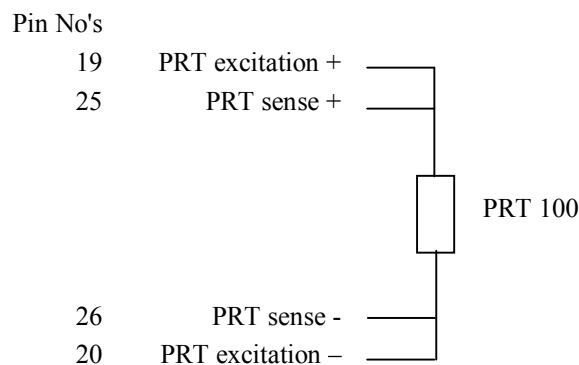 Pin No's
19 PRT excitation +
25 PRT sense +
PRT 100
26 PRT sense -
20 PRT excitation –